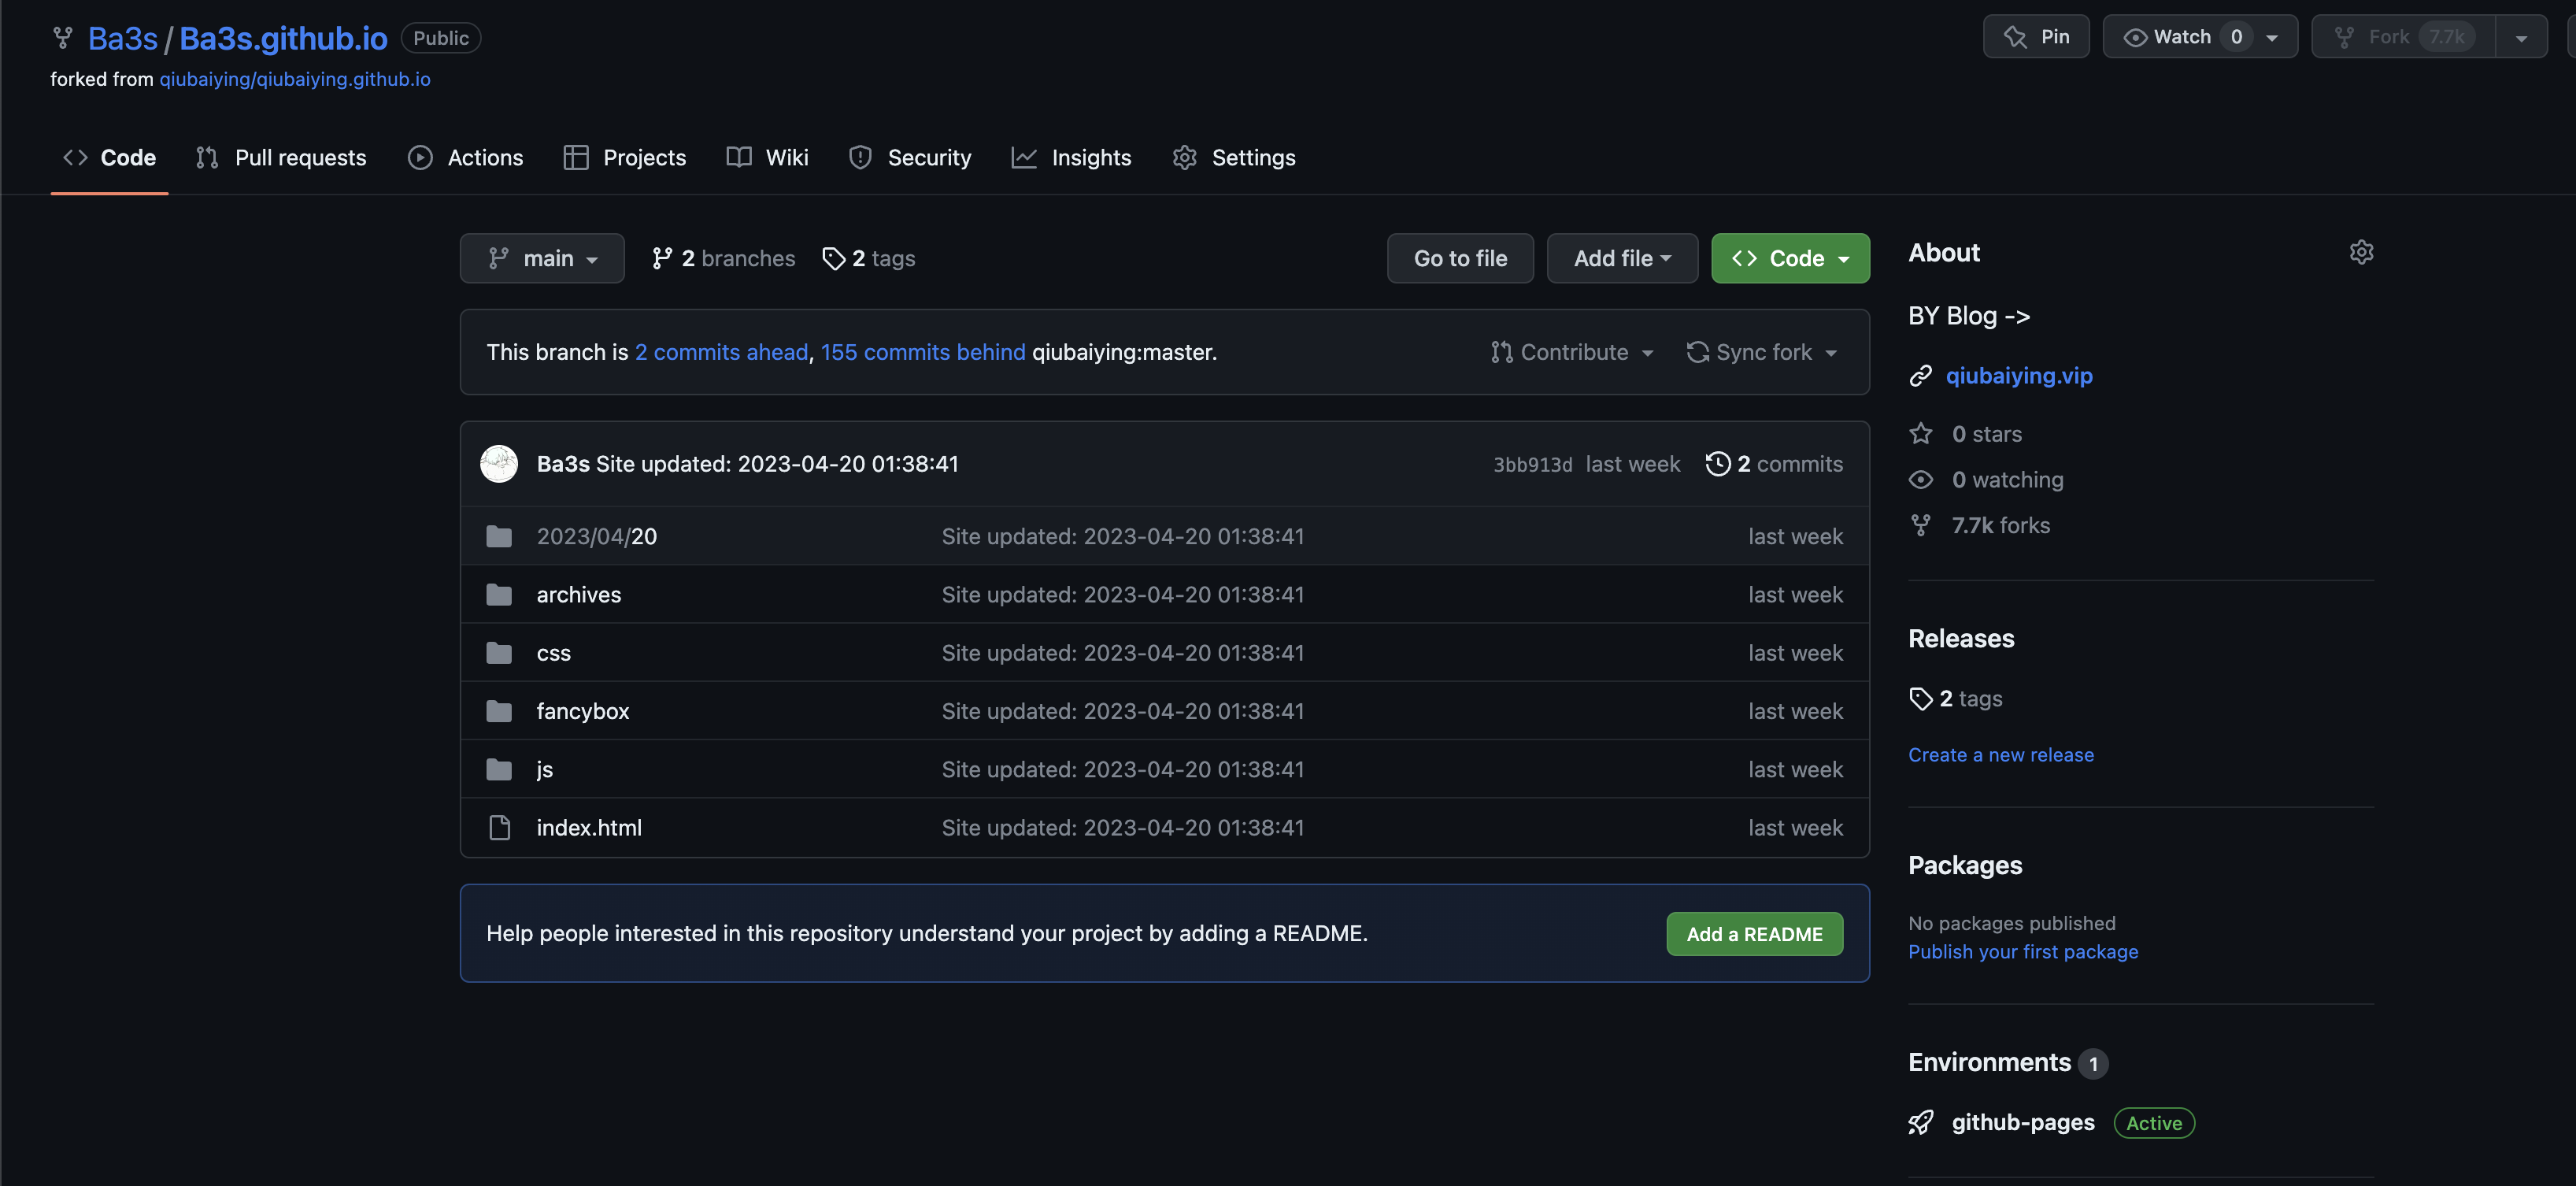 Ba3s / Ba3s.github.io Public
Pin
Watch 0
Fork 7.7k
forked from qiubaiying/qiubaiying.github.io
Code
Pull requests
Actions
Projects
Wiki
Security
Insights
Settings
main
2 branches
2 tags
Go to file
Add file
Code
This branch is 2 commits ahead, 155 commits behind qiubaiying:master.
Contribute
Sync fork
Ba3s Site updated: 2023-04-20 01:38:41
3bb913d last week
2 commits
2023/04/20 Site updated: 2023-04-20 01:38:41 last week
archives Site updated: 2023-04-20 01:38:41 last week
css Site updated: 2023-04-20 01:38:41 last week
fancybox Site updated: 2023-04-20 01:38:41 last week
js Site updated: 2023-04-20 01:38:41 last week
index.html Site updated: 2023-04-20 01:38:41 last week
Help people interested in this repository understand your project by adding a README.
Add a README
About
BY Blog ->
qiubaiying.vip
0 stars
0 watching
7.7k forks
Releases
2 tags
Create a new release
Packages
No packages published
Publish your first package
Environments 1
github-pages Active